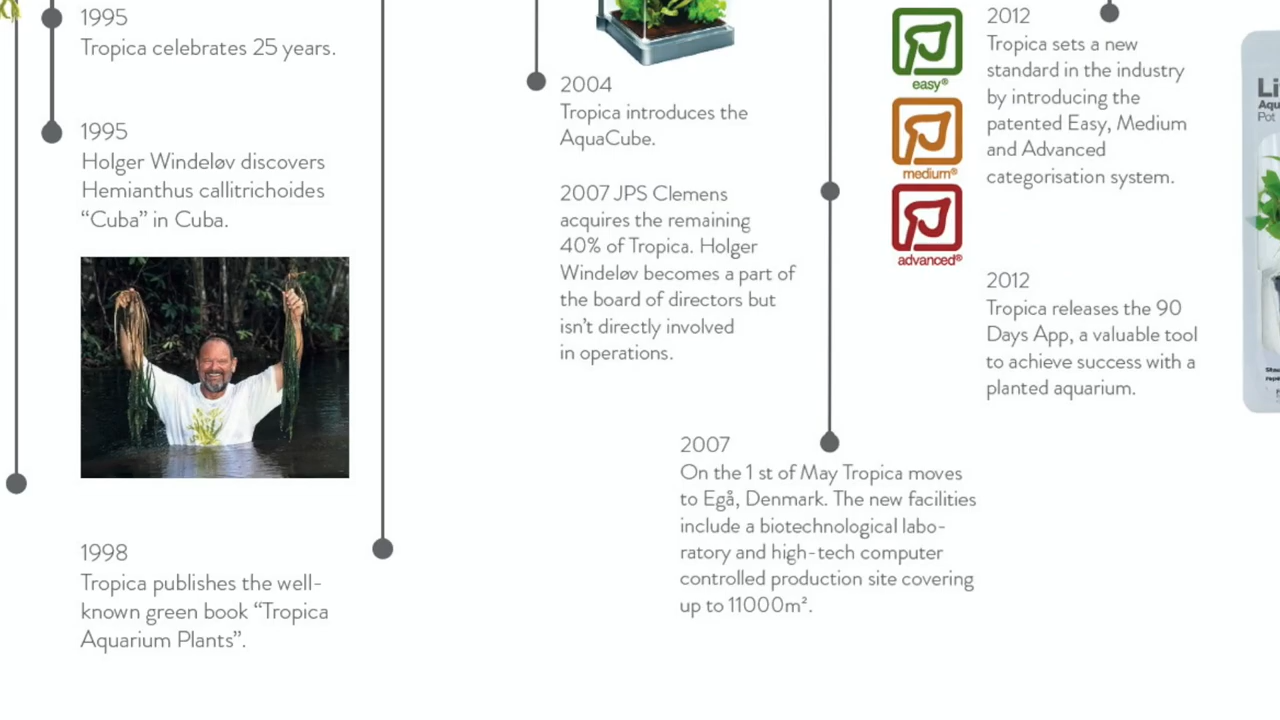 1995
Tropica celebrates 25 years.
1995
Holger Windeløv discovers
Hemianthus callitrichoides
“Cuba” in Cuba.
1998
Tropica publishes the well-
known green book “Tropica
Aquarium Plants”.
2004
Tropica introduces the
AquaCube.
2007 JPS Clemens
acquires the remaining
40% of Tropica. Holger
Windeløv becomes a part of
the board of directors but
isn’t directly involved
in operations.
2007
On the 1 st of May Tropica moves
to Egå, Denmark. The new facilities
include a biotechnological labo-
ratory and high-tech computer
controlled production site covering
up to 11000m².
easy®
medium®
advanced®
2012
Tropica sets a new
standard in the industry
by introducing the
patented Easy, Medium
and Advanced
categorisation system.
2012
Tropica releases the 90
Days App, a valuable tool
to achieve success with a
planted aquarium.
Li
Aqu
Pot